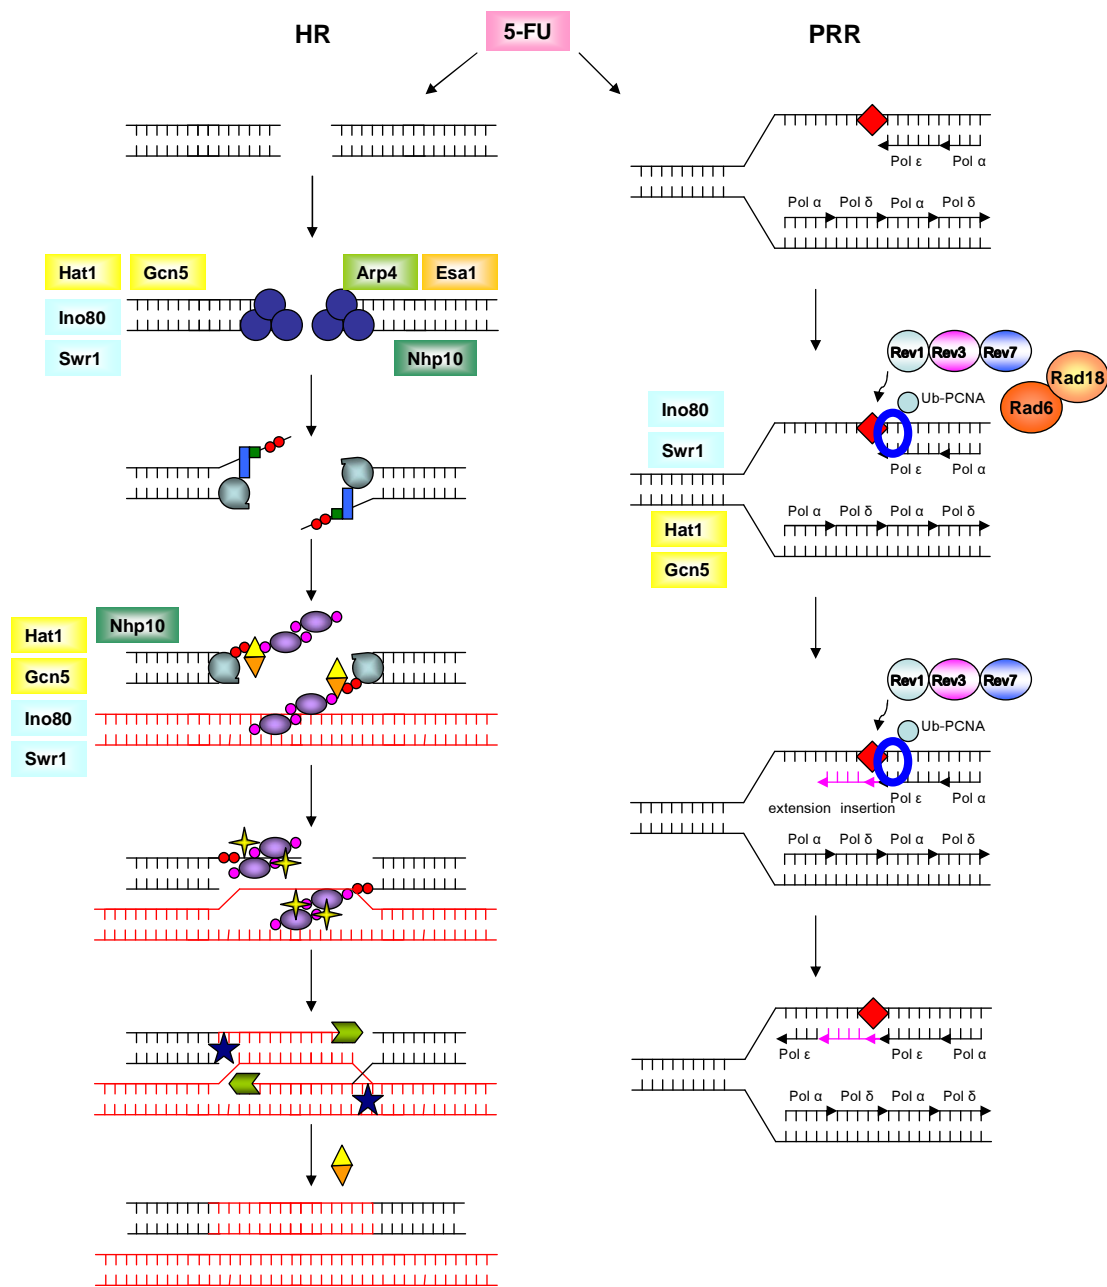 HR
5-FU
PRR
Pol ε
Pol α
Pol α
Pol δ
Pol α
Pol δ
Hat1
Gcn5
Arp4
Esa1
Ino80
Swr1
Nhp10
Rev1
Rev3
Rev7
Rad18
Rad6
Ub-PCNA
Ino80
Swr1
Pol ε
Pol α
Pol α
Pol δ
Pol α
Pol δ
Hat1
Gcn5
Nhp10
Hat1
Gcn5
Ino80
Swr1
Rev1
Rev3
Rev7
Ub-PCNA
Pol ε
Pol α
extension insertion
Pol α
Pol δ
Pol α
Pol δ
Pol ε
Pol ε
Pol α
Pol α
Pol δ
Pol α
Pol δ